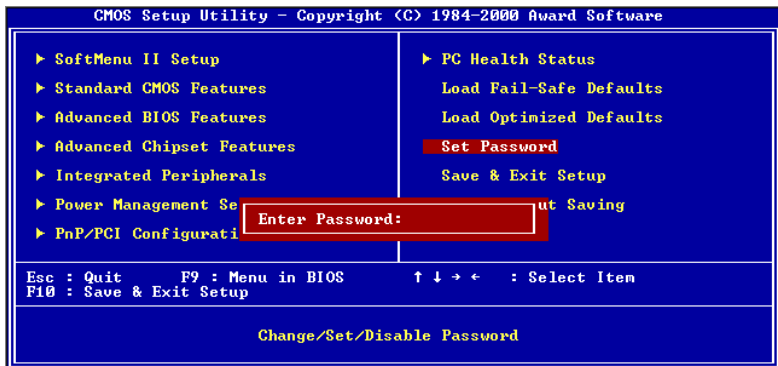 CMOS Setup Utility - Copyright (C) 1984-2000 Award Software
▶ SoftMenu II Setup
▶ Standard CMOS Features
▶ Advanced BIOS Features
▶ Advanced Chipset Features
▶ Integrated Peripherals
▶ Power Management Se
▶ PnP/PCI Configurati
▶ PC Health Status
Load Fail-Safe Defaults
Load Optimized Defaults
Set Password
Save & Exit Setup
ut Saving
Enter Password:
Esc : Quit F9 : Menu in BIOS ↑ ↓ → ← : Select Item
F10 : Save & Exit Setup
Change/Set/Disable Password